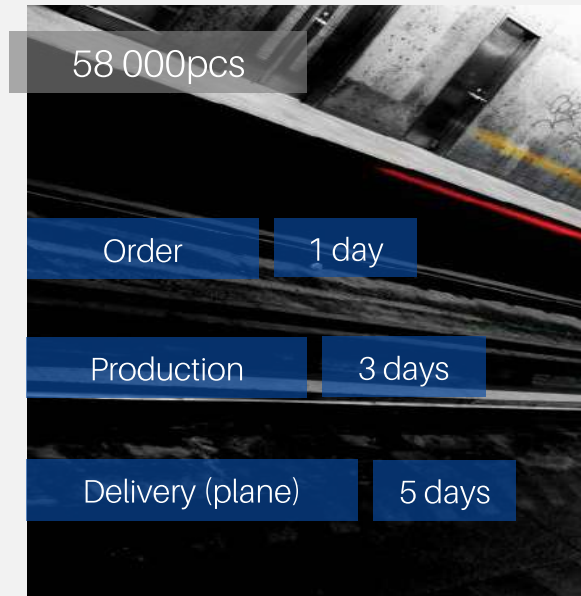 58 000pcs
Order 1 day
Production 3 days
Delivery (plane) 5 days